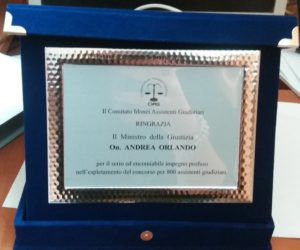 CIPAG
Il Comitato Idonei Assistenti Giudiziari
RINGRAZIA
Il Ministro della Giustizia
On. ANDREA ORLANDO
per il serio ed encomiabile impegno profuso
nell'espletamento del concorso per 800 assistenti giudiziari